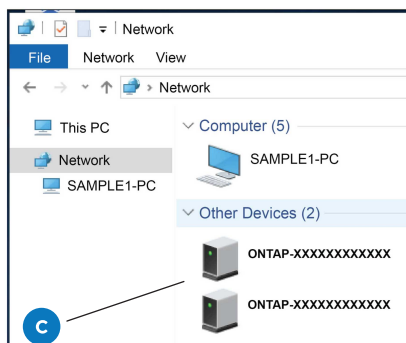 Network
File Network View
Network
This PC
Network
SAMPLE1-PC
Computer (5)
SAMPLE1-PC
Other Devices (2)
ONTAP-XXXXXXXXXXXX
ONTAP-XXXXXXXXXXXX
C